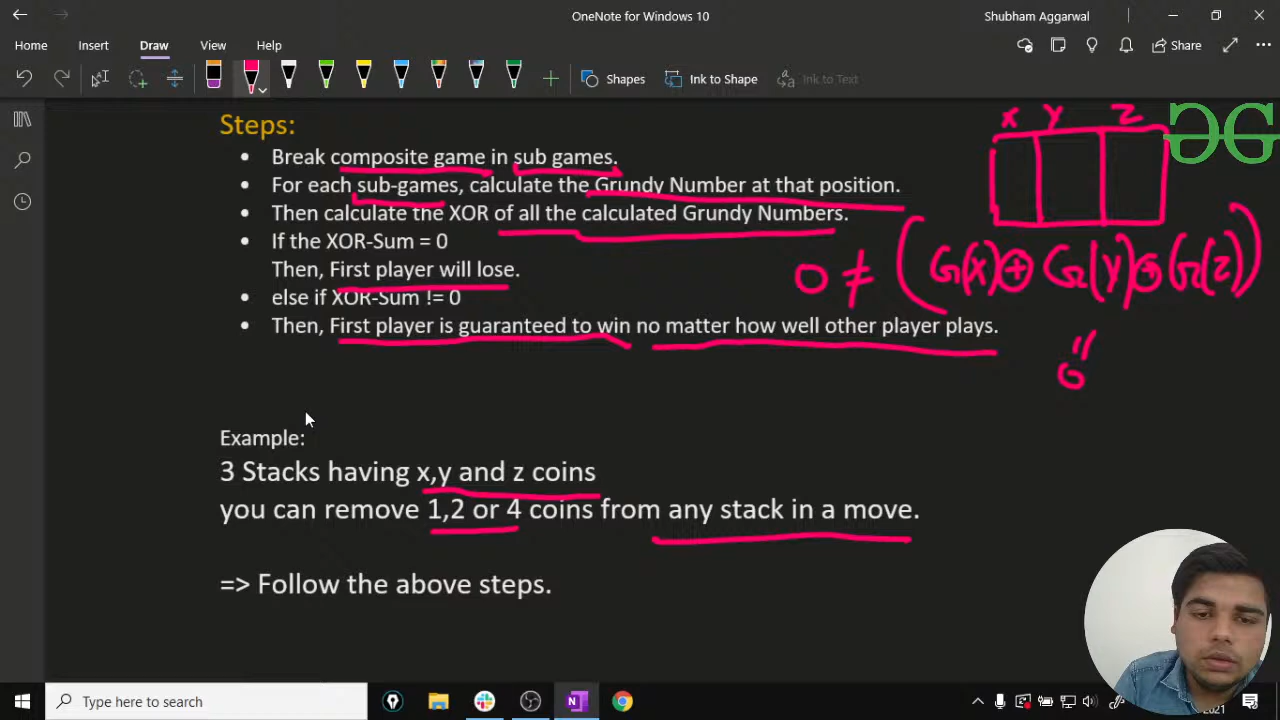 OneNote for Windows 10
Shubham Aggarwal
Home Insert Draw View Help
Share
Shapes
Ink to Shape
Ink to Text
Steps:
• Break composite game in sub games.
• For each sub-games, calculate the Grundy Number at that position.
• Then calculate the XOR of all the calculated Grundy Numbers.
• If the XOR-Sum = 0
Then, First player will lose.
• else if XOR-Sum != 0
• Then, First player is guaranteed to win no matter how well other player plays.
x y z
0 ≠ (G(x) ⊕ G(y) ⊕ G(z))
Example:
3 Stacks having x,y and z coins
you can remove 1,2 or 4 coins from any stack in a move.
=> Follow the above steps.
Type here to search
2021